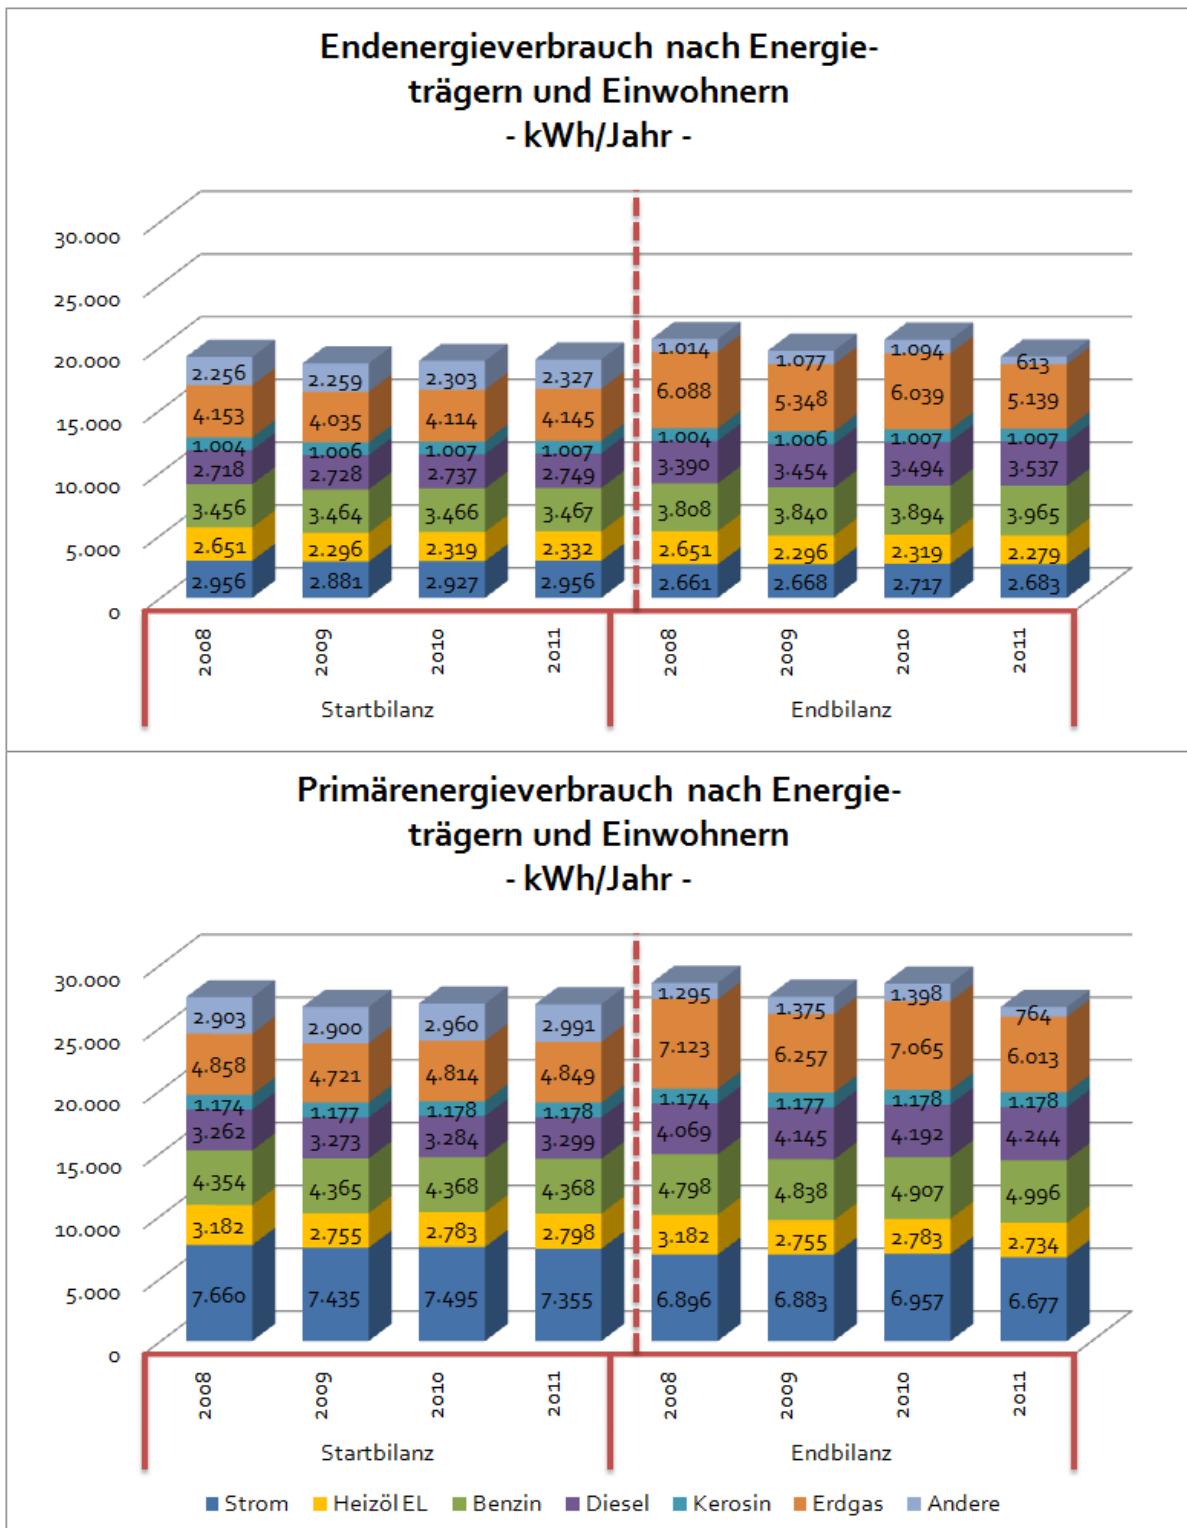 Endenergieverbrauch nach Energie-
trägern und Einwohnern
- kWh/Jahr -
30.000
25.000
20.000
15.000
10.000
5.000
0
2.256 2.259 2.303 2.327 1.014 1.077 1.094 613
4.153 4.035 4.114 4.145 6.088 5.348 6.039 5.139
1.004 1.006 1.007 1.007 1.004 1.006 1.007 1.007
2.718 2.728 2.737 2.749 3.390 3.454 3.494 3.537
3.456 3.464 3.466 3.467 3.808 3.840 3.894 3.965
2.651 2.296 2.319 2.332 2.651 2.296 2.319 2.279
2.956 2.881 2.927 2.956 2.661 2.668 2.717 2.683
2008 2009 2010 2011 2008 2009 2010 2011
Startbilanz Endbilanz
Primärenergieverbrauch nach Energie-
trägern und Einwohnern
- kWh/Jahr -
30.000
25.000
20.000
15.000
10.000
5.000
0
2.903 2.900 2.960 2.991 1.295 1.375 1.398 764
4.858 4.721 4.814 4.849 7.123 6.257 7.065 6.013
1.174 1.177 1.178 1.178 1.174 1.177 1.178 1.178
3.262 3.273 3.284 3.299 4.069 4.145 4.192 4.244
4.354 4.365 4.368 4.368 4.798 4.838 4.907 4.996
3.182 2.755 2.783 2.798 3.182 2.755 2.783 2.734
7.660 7.435 7.495 7.355 6.896 6.883 6.957 6.677
2008 2009 2010 2011 2008 2009 2010 2011
Startbilanz Endbilanz
Strom Heizöl EL Benzin Diesel Kerosin Erdgas Andere